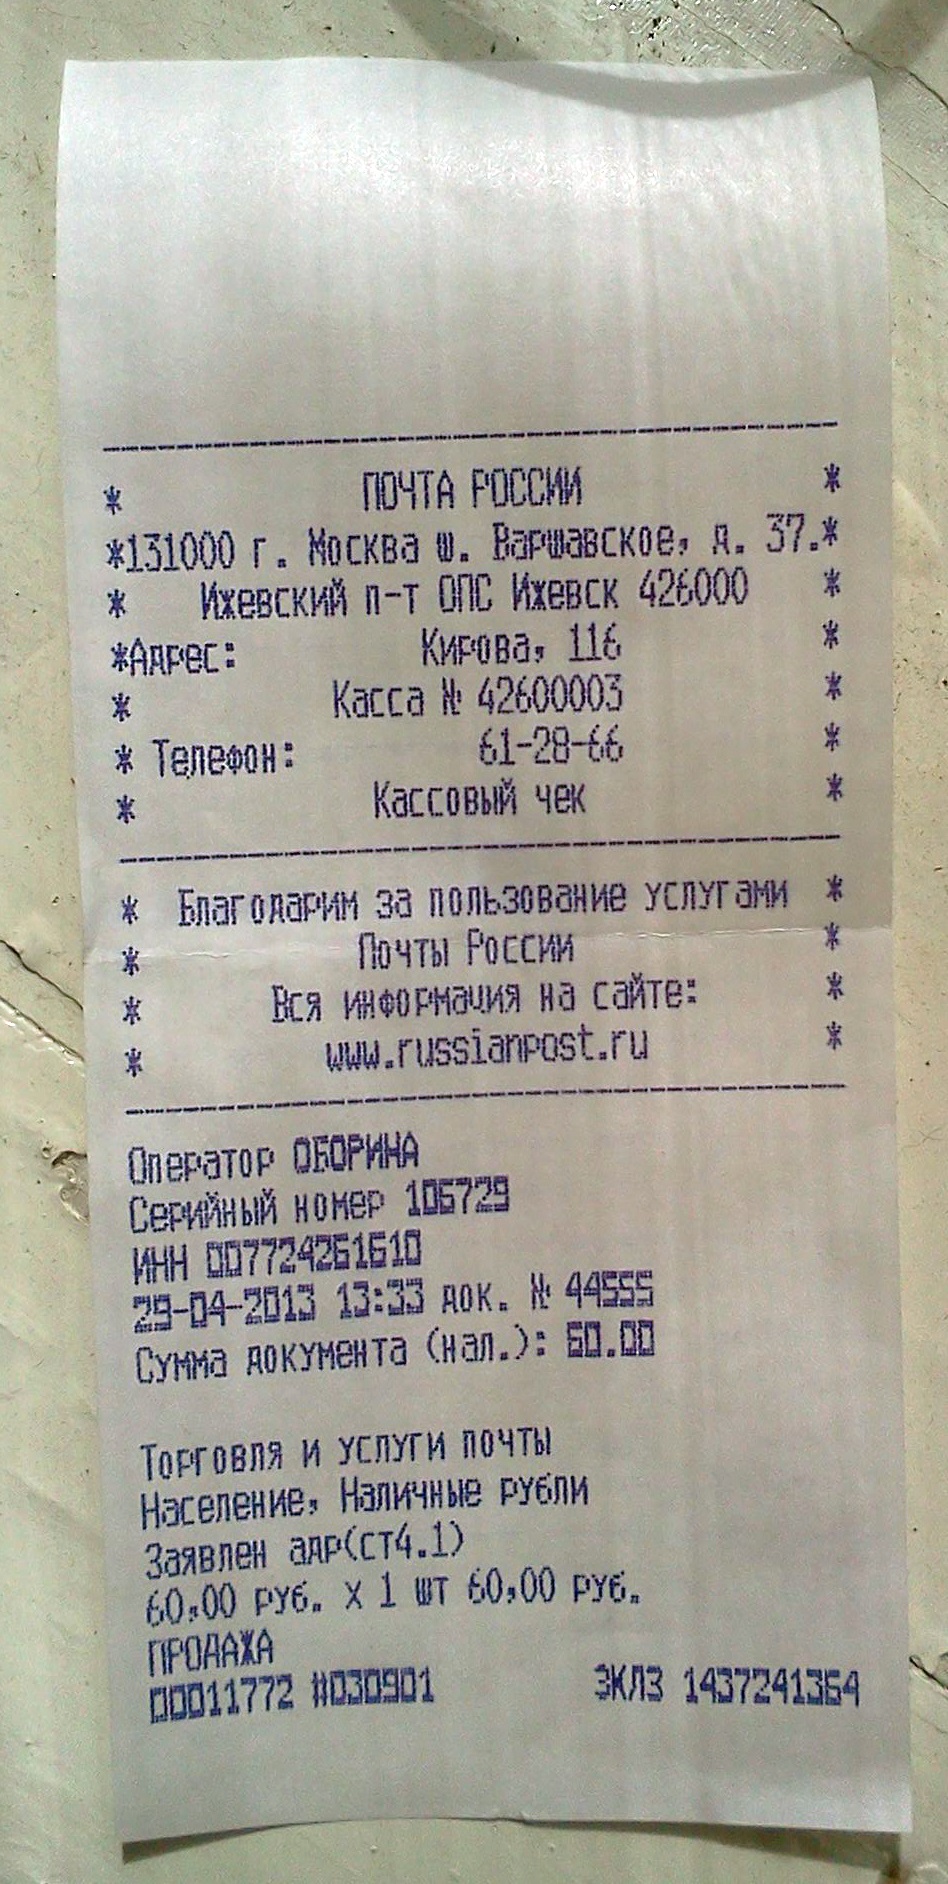 * ПОЧТА РОССИИ *
*131000 г. Москва ш. Варшавское, д. 37.*
* Ижевский п-т ОПС Ижевск 426000 *
*Адрес: Кирова, 116 *
* Касса № 42600003 *
* Телефон: 61-28-66 *
* Кассовый чек *
* Благодарим за пользование услугами *
* Почты России *
* Вся информация на сайте: *
* www.russianpost.ru *
Оператор ОБОРИНА
Серийный номер 106729
ИНН 007724261610
29-04-2013 13:33 док. № 44555
Сумма документа (нал.): 60.00
Торговля и услуги почты
Население, Наличные рубли
Заявлен адр(ст4.1)
60,00 руб. X 1 шт 60,00 руб.
ПРОДАЖА
00011772 #030901 ЭКЛЗ 1437241364